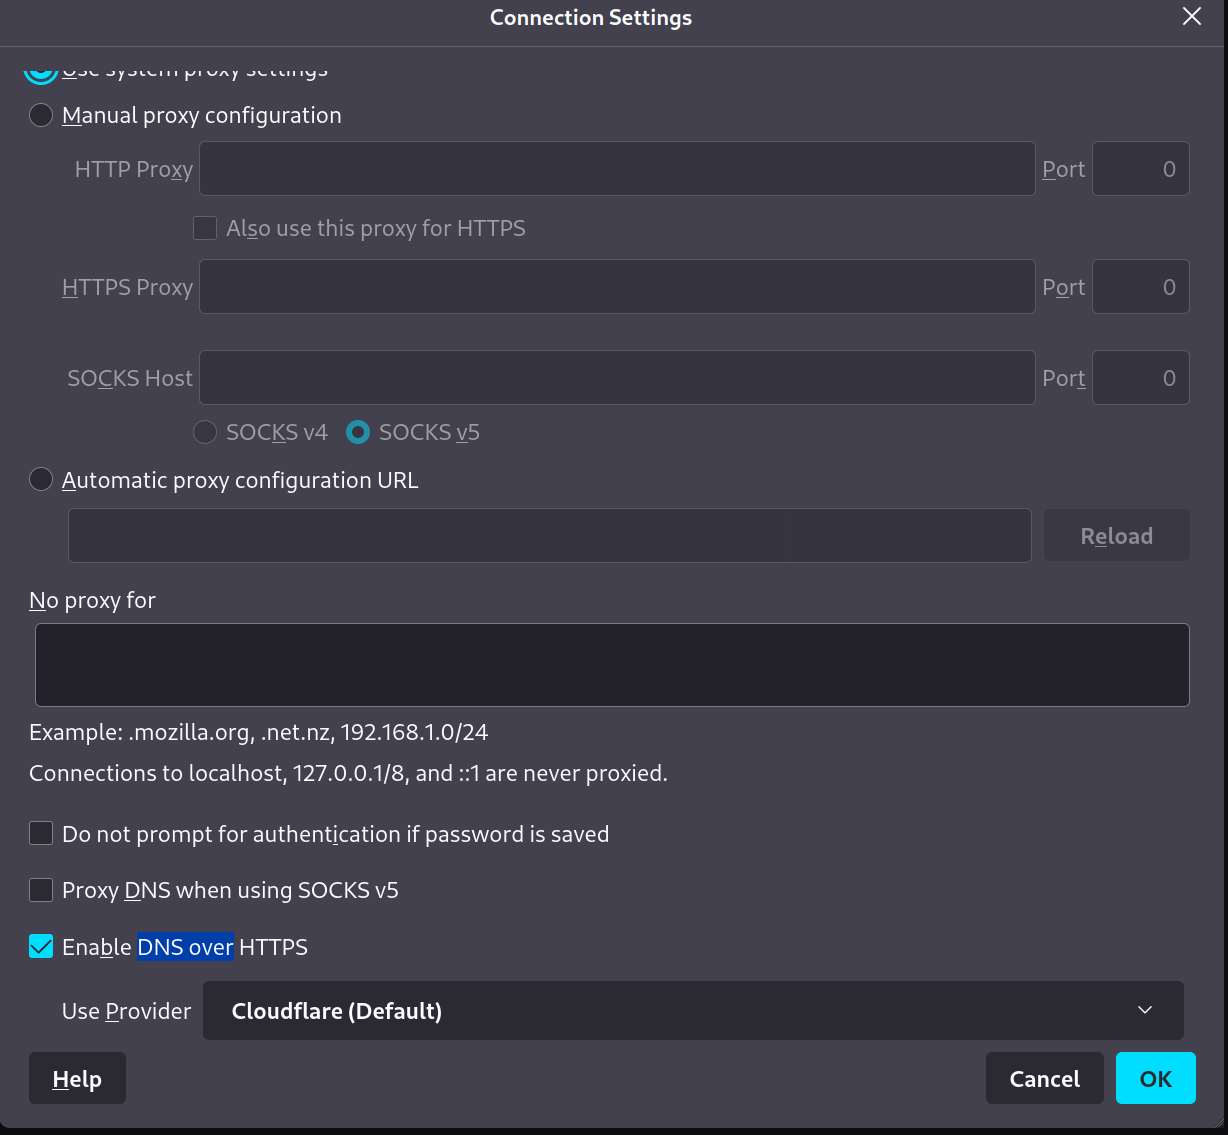 Connection Settings
Use system proxy settings
Manual proxy configuration
HTTP Proxy Port 0
Also use this proxy for HTTPS
HTTPS Proxy Port 0
SOCKS Host Port 0
SOCKS v4 SOCKS v5
Automatic proxy configuration URL
Reload
No proxy for
Example: .mozilla.org, .net.nz, 192.168.1.0/24
Connections to localhost, 127.0.0.1/8, and ::1 are never proxied.
Do not prompt for authentication if password is saved
Proxy DNS when using SOCKS v5
Enable DNS over HTTPS
Use Provider Cloudflare (Default)
Help Cancel OK